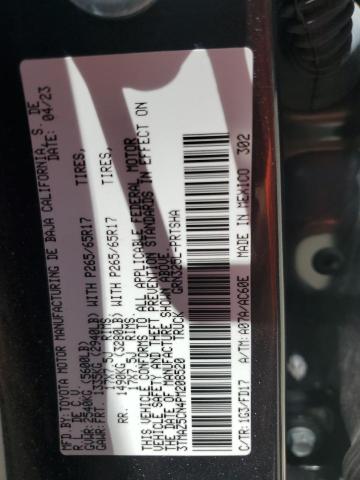 MFD. BY: TOYOTA MOTOR MANUFACTURING DE BAJA CALIFORNIA, S. DE
R. L. DE C.V. DATE: 04/23
GVWR: 2540KG (5600LB)
GAWR: FRT. 1335KG (2940LB) WITH P265/65R17 TIRES,
17X7.5J RIMS
RR. 1490KG (3280LB) WITH P265/65R17 TIRES,
17X7.5J RIMS
THIS VEHICLE CONFORMS TO ALL APPLICABLE FEDERAL MOTOR
VEHICLE SAFETY AND THEFT PREVENTION STANDARDS IN EFFECT ON
THE DATE OF MANUFACTURE SHOWN ABOVE.
3TMAZ5CN4PM208520 TRUCK
GRN325L-PRTSHA
C/TR: 1G3/FD17 A/TM: A07A/AC60E MADE IN MEXICO 302